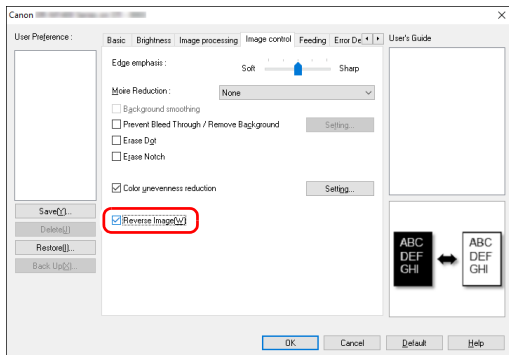 Canon
User Preference :
Basic Brightness Image processing Image control Feeding Error De
User's Guide
Edge emphasis :
Soft
Sharp
Moire Reduction :
None
Background smoothing
Prevent Bleed Through / Remove Background
Setting...
Erase Dot
Erase Notch
Color unevenness reduction
Setting...
Save(Y)...
Reverse Image(W)
Delete(J)
Restore(I)...
Back Up(X)...
ABC
DEF
GHI
ABC
DEF
GHI
OK
Cancel
Default
Help